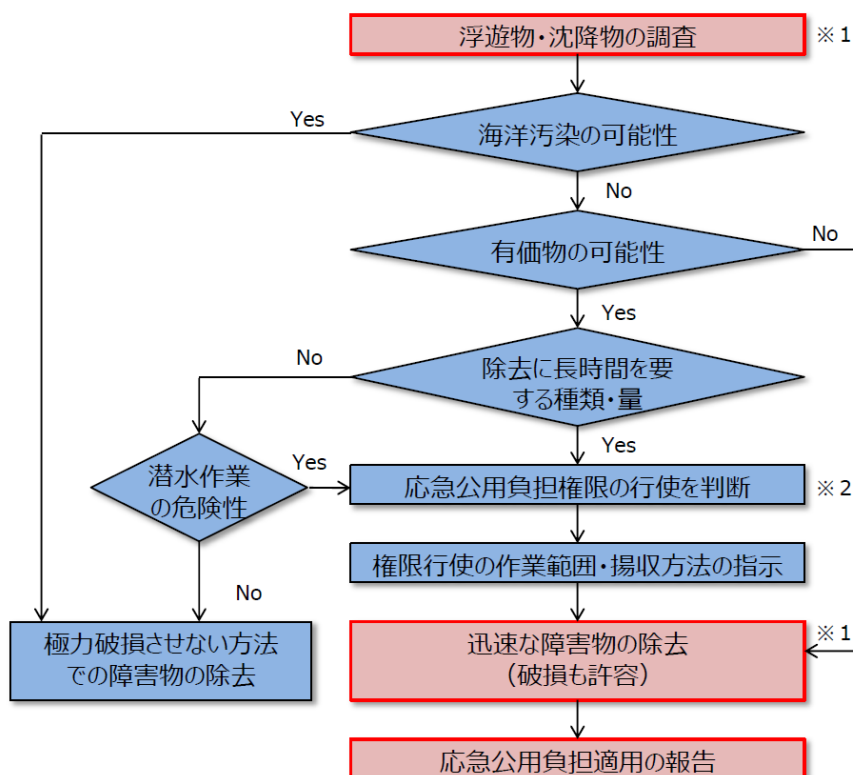 浮遊物・沈降物の調査
※1
海洋汚染の可能性
Yes
No
有価物の可能性
No
Yes
除去に長時間を要
する種類・量
No
Yes
潜水作業
の危険性
Yes
No
応急公用負担権限の行使を判断
※2
権限行使の作業範囲・揚収方法の指示
極力破損させない方法
での障害物の除去
迅速な障害物の除去
(破損も許容)
※1
応急公用負担適用の報告